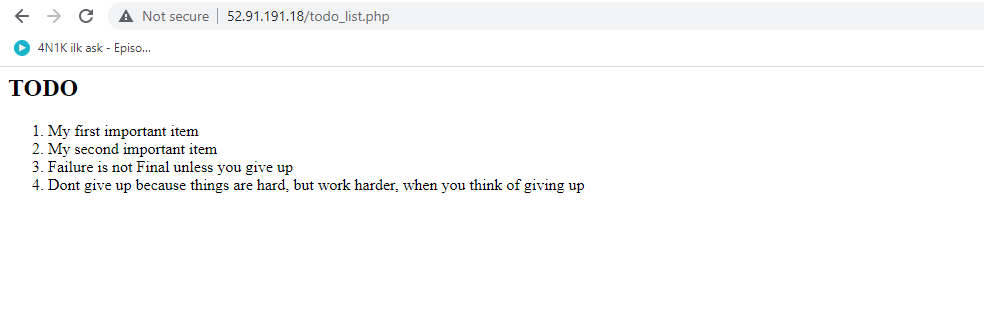 Not secure 52.91.191.18/todo_list.php
4N1K ilk ask - Episo...
TODO
1. My first important item
2. My second important item
3. Failure is not Final unless you give up
4. Dont give up because things are hard, but work harder, when you think of giving up